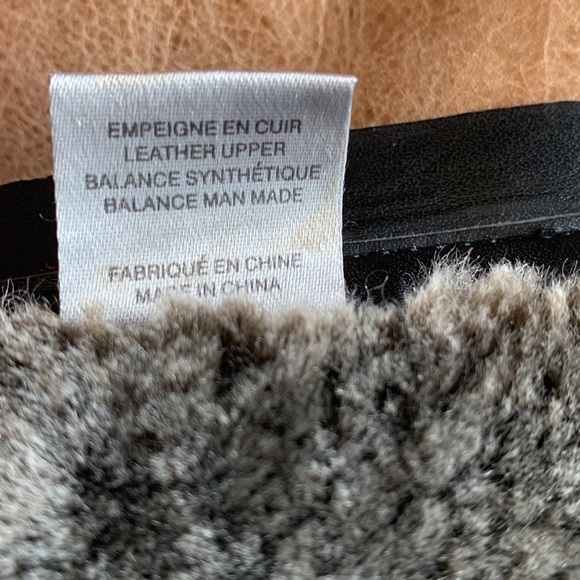 EMPEIGNE EN CUIR
LEATHER UPPER
BALANCE SYNTHÉTIQUE
BALANCE MAN MADE
FABRIQUÉ EN CHINE
MADE IN CHINA